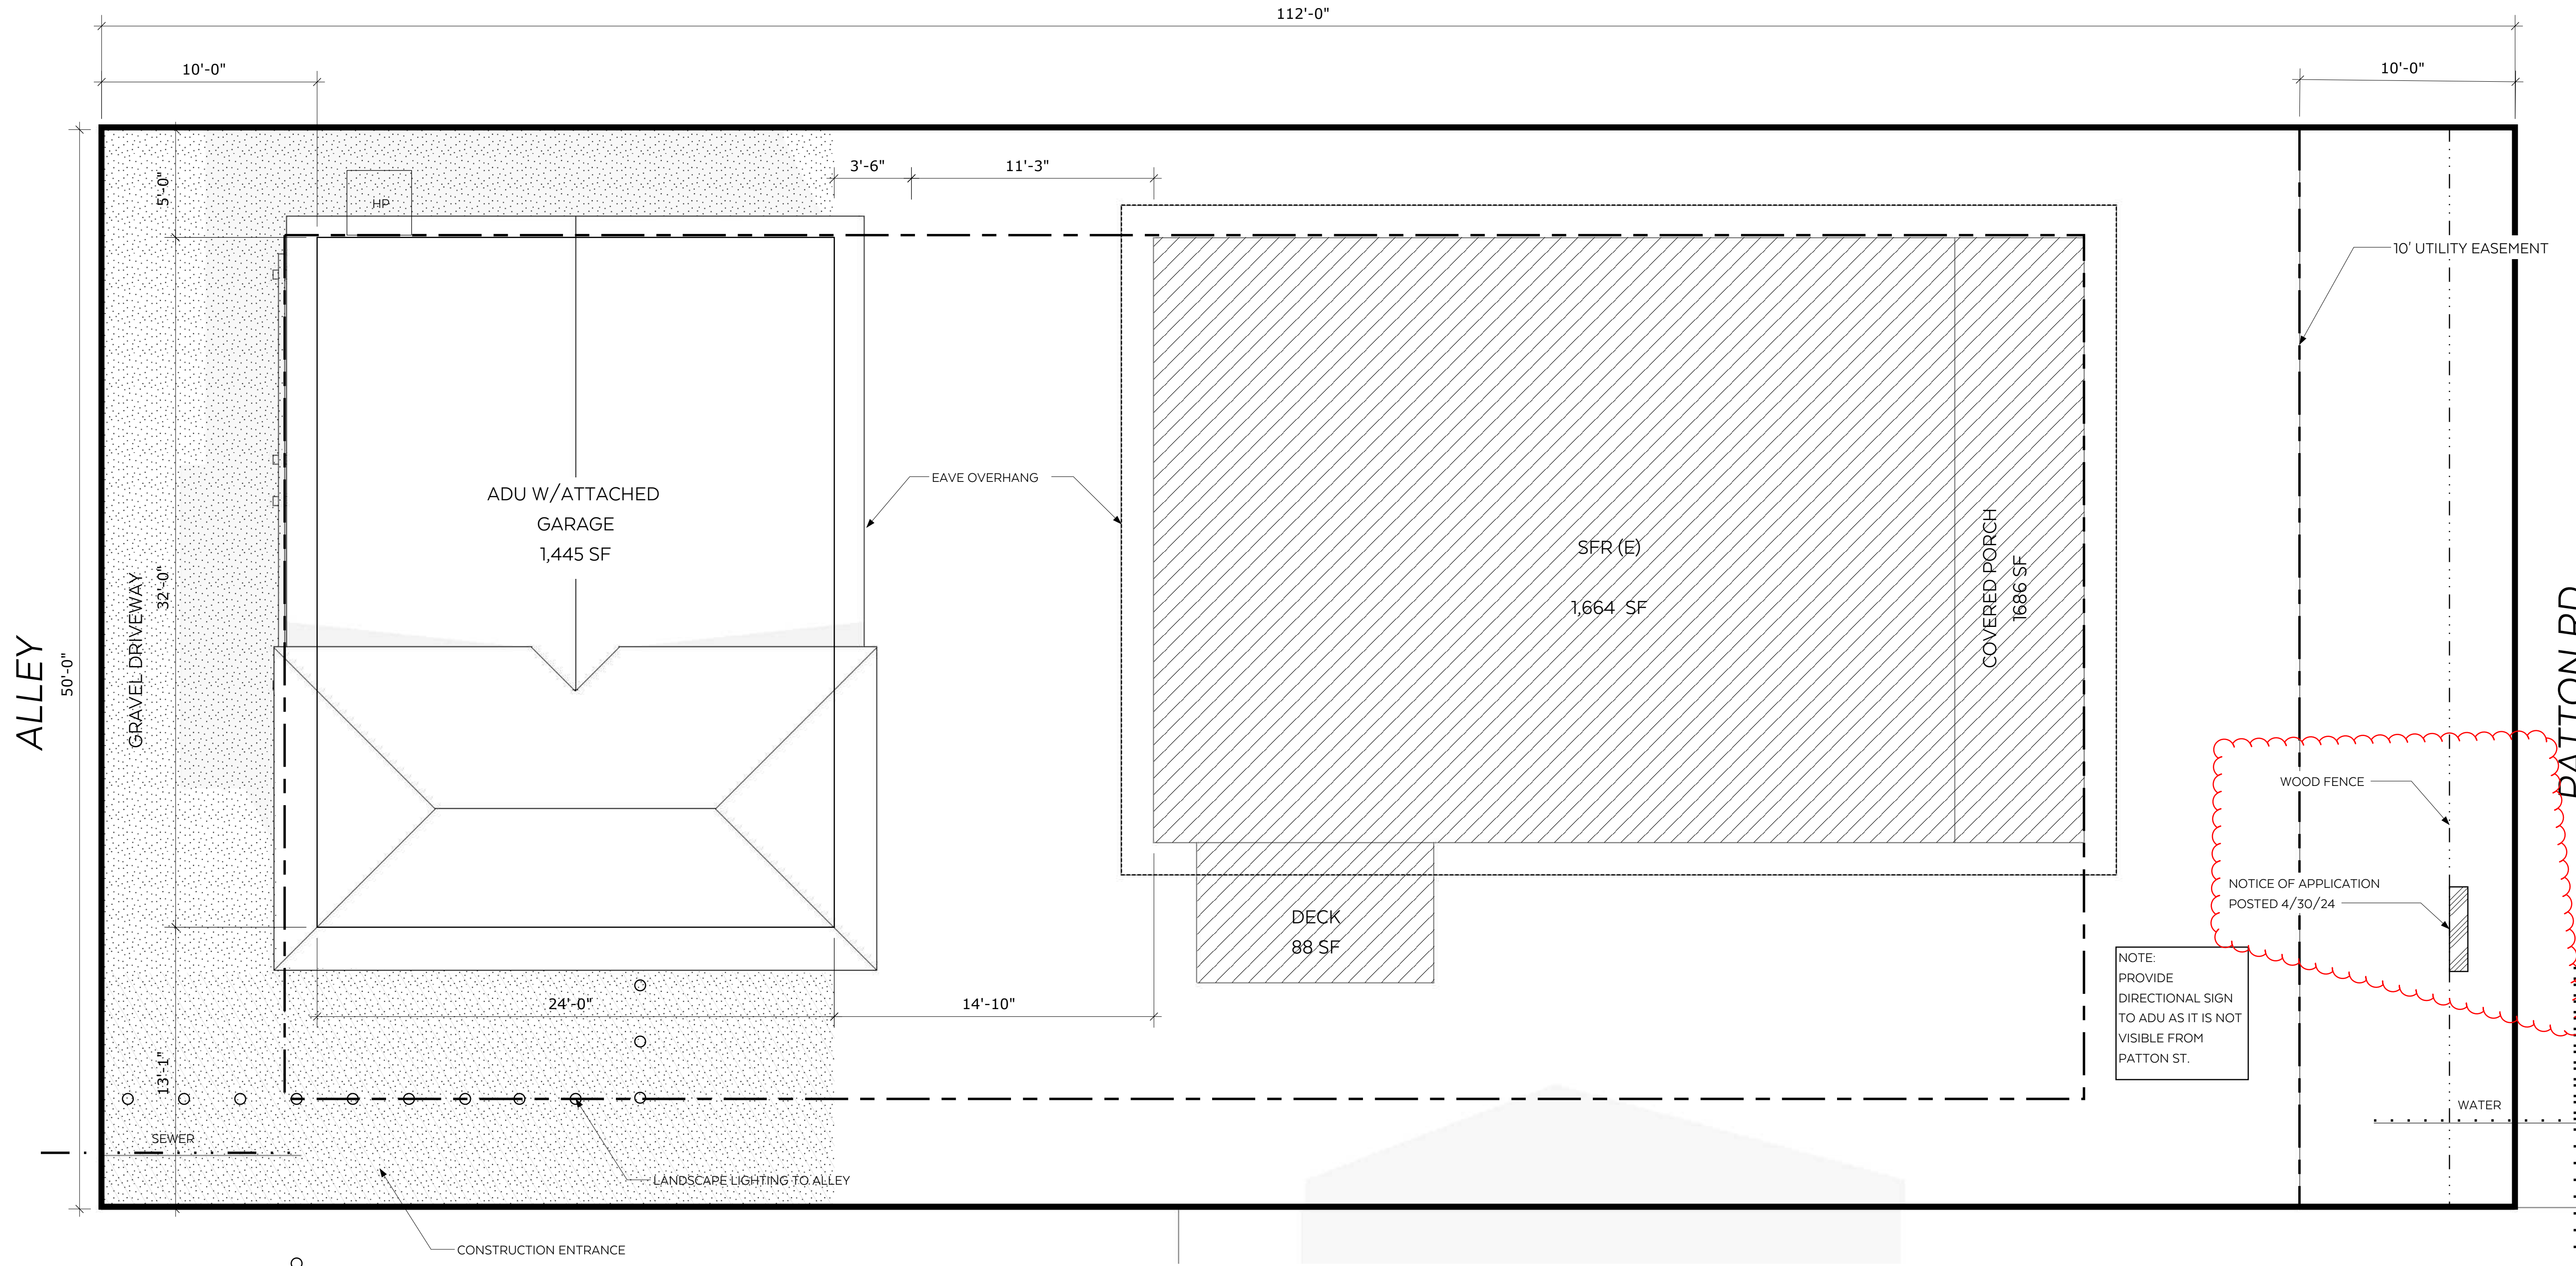 112'-0"
10'-0"
10'-0"
3'-6"
11'-3"
5'-0"
HP
10' UTILITY EASEMENT
EAVE OVERHANG
ADU W/ATTACHED
GARAGE
1,445 SF
SFR (E)
1,664 SF
COVERED PORCH
1686 SF
ALLEY
50'-0"
GRAVEL DRIVEWAY
32'-0"
PATTON RD
WOOD FENCE
NOTICE OF APPLICATION
POSTED 4/30/24
DECK
88 SF
NOTE:
PROVIDE
DIRECTIONAL SIGN
TO ADU AS IT IS NOT
VISIBLE FROM
PATTON ST.
24'-0"
14'-10"
13'-1"
WATER
SEWER
LANDSCAPE LIGHTING TO ALLEY
CONSTRUCTION ENTRANCE